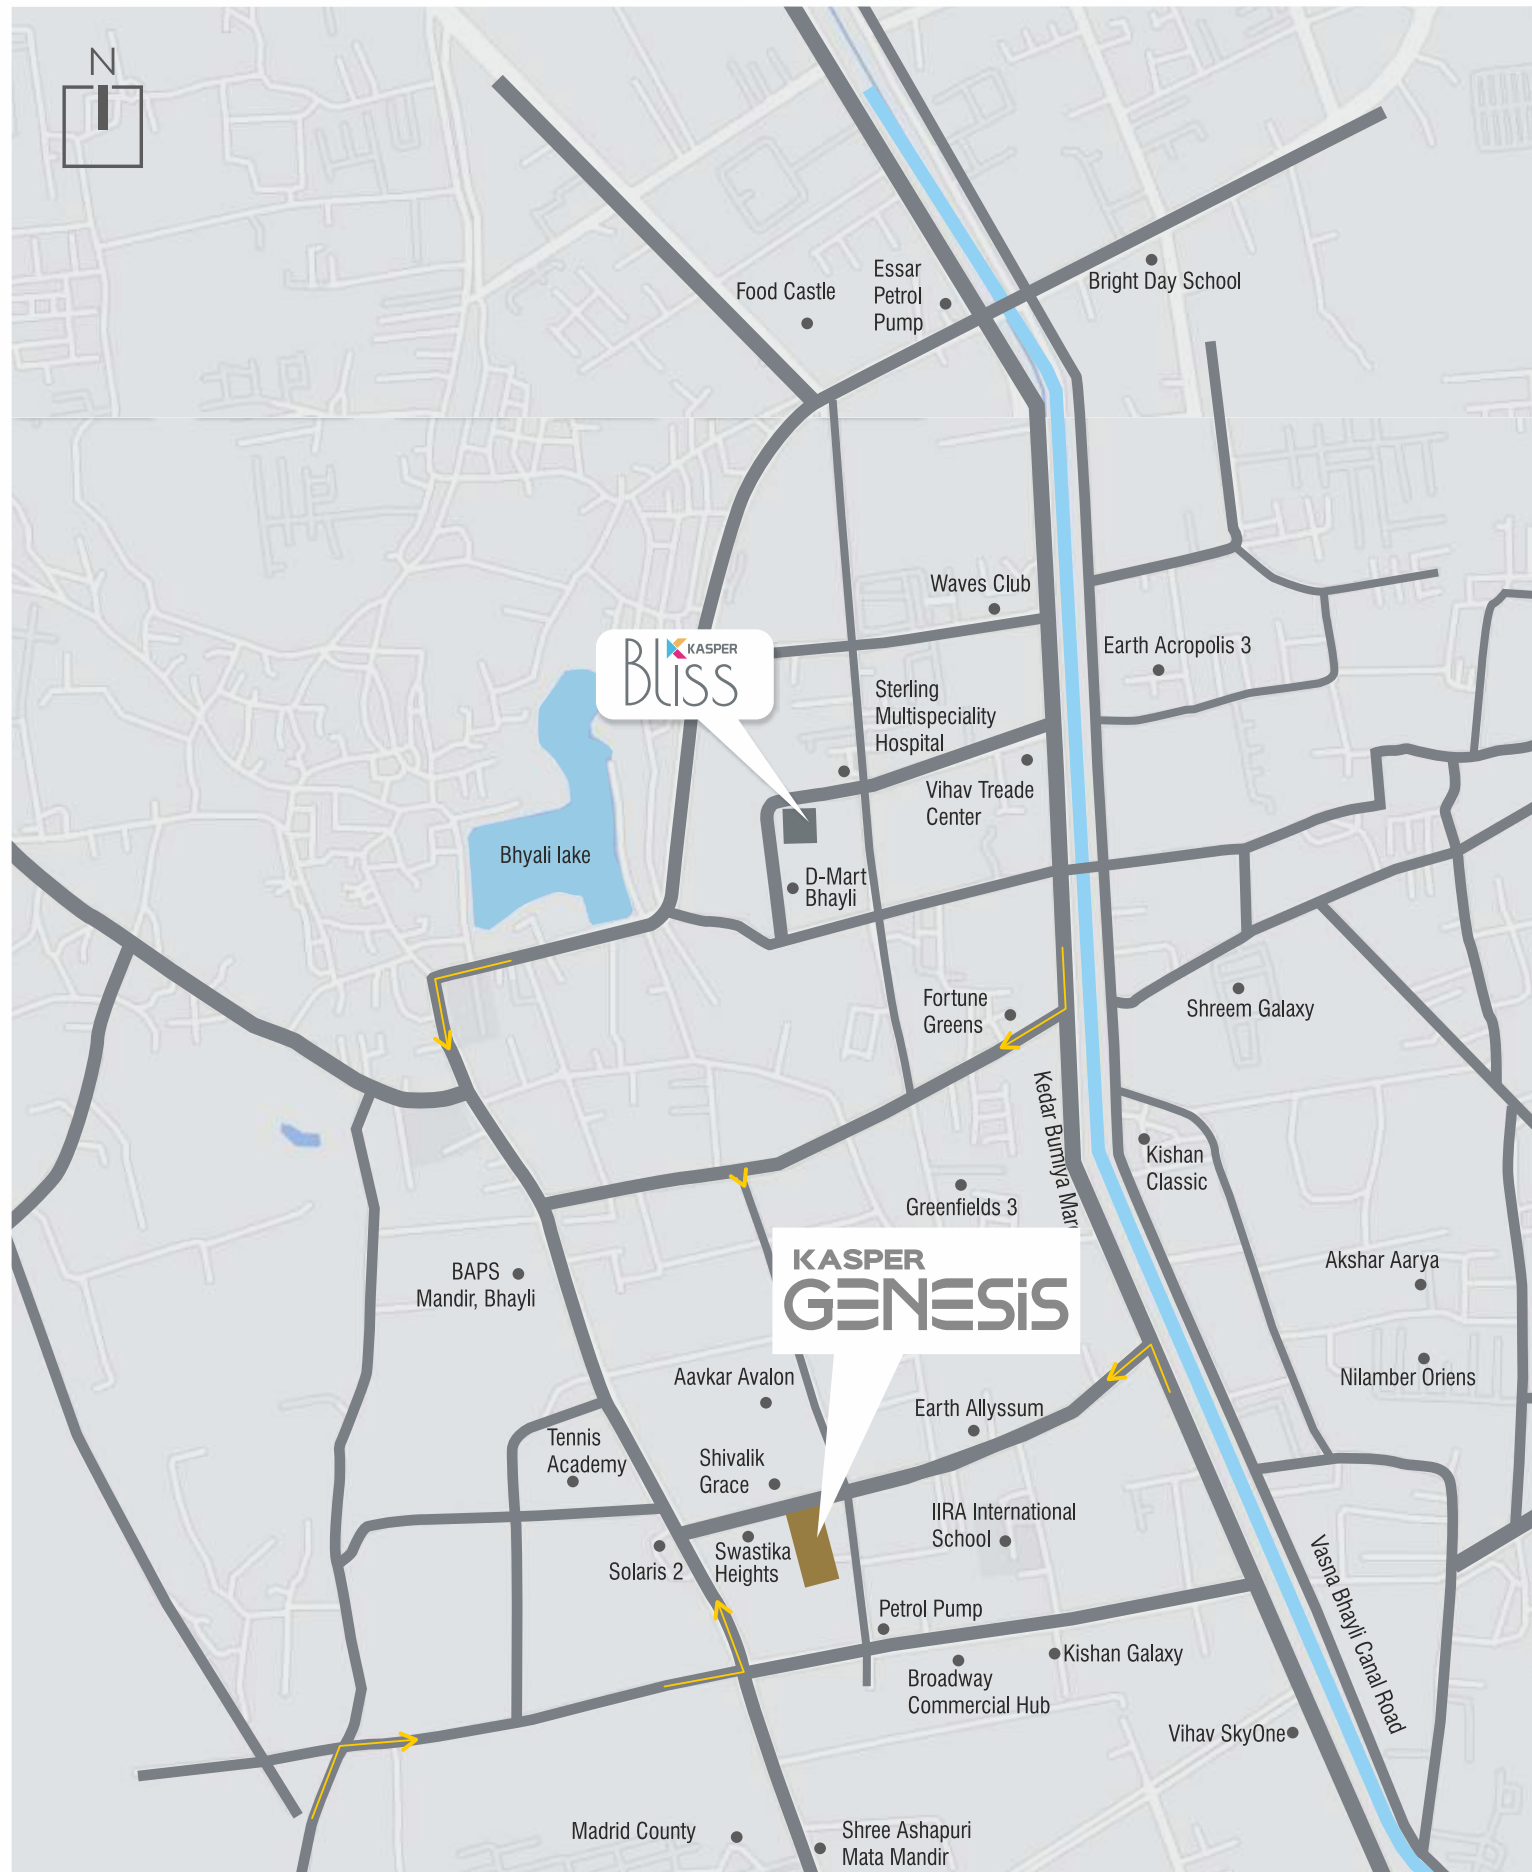 N
Food Castle
Essar
Petrol
Pump
Bright Day School
Waves Club
KASPER
BLiss
Earth Acropolis 3
Sterling
Multispeciality
Hospital
Vihav Treade
Center
Bhyali lake
D-Mart
Bhayli
Fortune
Greens
Shreem Galaxy
Kedar Bumiya Marg
Kishan
Classic
Greenfields 3
KASPER
GENESiS
BAPS
Mandir, Bhayli
Akshar Aarya
Nilamber Oriens
Aavkar Avalon
Earth Allyssum
Tennis
Academy
Shivalik
Grace
IIRA International
School
Solaris 2
Swastika
Heights
Vasna Bhayli Canal Road
Petrol Pump
Kishan Galaxy
Broadway
Commercial Hub
Vihav SkyOne
Madrid County
Shree Ashapuri
Mata Mandir